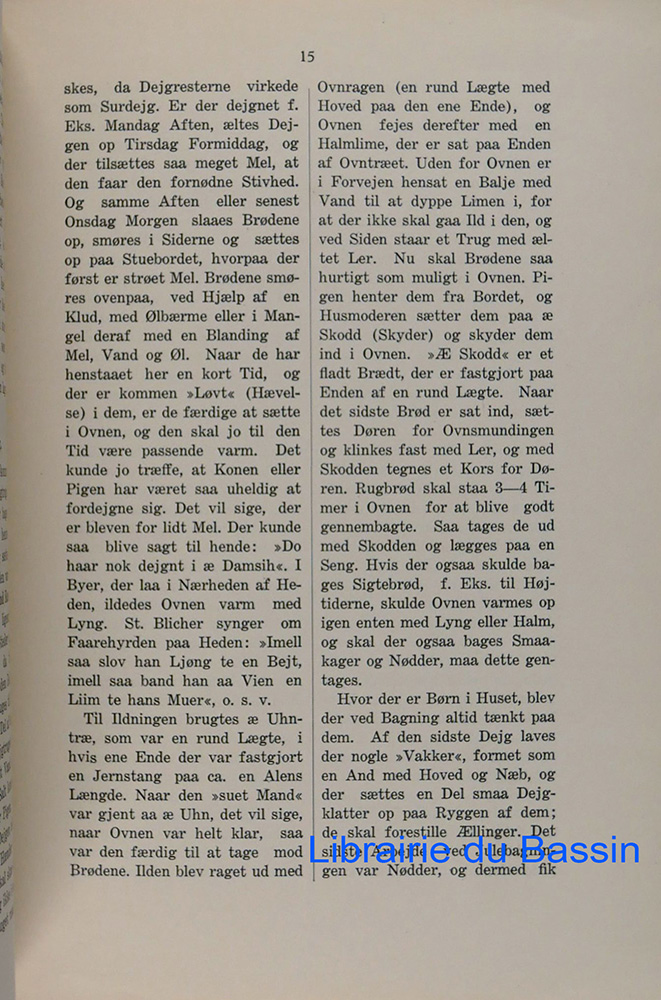 15
skes, da Dejgresterne virkede
som Surdejg. Er der dejgnet f.
Eks. Mandag Aften, æltes Dej-
gen op Tirsdag Formiddag, og
der tilsættes saa meget Mel, at
den faar den fornødne Stivhed.
Og samme Aften eller senest
Onsdag Morgen slaaes Brødene
op, smøres i Siderne og sættes
op paa Stuebordet, hvorpaa der
først er strøet Mel. Brødene smø-
res ovenpaa, ved Hjælp af en
Klud, med Ølbærme eller i Man-
gel deraf med en Blanding af
Mel, Vand og Øl. Naar de har
henstaaet her en kort Tid, og
der er kommen »Løvt« (Hævel-
se) i dem, er de færdige at sætte
i Ovnen, og den skal jo til den
Tid være passende varm. Det
kunde jo træffe, at Konen eller
Pigen har været saa uheldig at
fordejgne sig. Det vil sige, der
er bleven for lidt Mel. Der kunde
saa blive sagt til hende: »Do
haar nok dejgnt i æ Damsih«. I
Byer, der laa i Nærheden af He-
den, ildedes Ovnen varm med
Lyng. St. Blicher synger om
Faarehyrden paa Heden: »Imell
saa slov han Ljøng te en Bejt,
imell saa band han aa Vien en
Liim te hans Muer«, o. s. v.
Til Ildningen brugtes æ Uhn-
træ, som var en rund Lægte, i
hvis ene Ende der var fastgjort
en Jernstang paa ca. en Alens
Længde. Naar den »suet Mand«
var gjent aa æ Uhn, det vil sige,
naar Ovnen var helt klar, saa
var den færdig til at tage mod
Brødene. Ilden blev raget ud med
Ovnragen (en rund Lægte med
Hoved paa den ene Ende), og
Ovnen fejes derefter med en
Halmlime, der er sat paa Enden
af Ovntræet. Uden for Ovnen er
i Forvejen hensat en Balje med
Vand til at dyppe Limen i, for
at der ikke skal gaa Ild i den, og
ved Siden staar et Trug med æl-
tet Ler. Nu skal Brødene saa
hurtigt som muligt i Ovnen. Pi-
gen henter dem fra Bordet, og
Husmoderen sætter dem paa æ
Skodd (Skyder) og skyder dem
ind i Ovnen. »Æ Skodd« er et
fladt Brædt, der er fastgjort paa
Enden af en rund Lægte. Naar
det sidste Brød er sat ind, sæt-
tes Døren for Ovnsmundingen
og klinkes fast med Ler, og med
Skodden tegnes et Kors for Dø-
ren. Rugbrød skal staa 3—4 Ti-
mer i Ovnen for at blive godt
gennembagte. Saa tages de ud
med Skodden og lægges paa en
Seng. Hvis der ogsaa skulde ba-
ges Sigtebrød, f. Eks. til Høj-
tiderne, skulde Ovnen varmes op
igen enten med Lyng eller Halm,
og skal der ogsaa bages Smaa-
kager og Nødder, maa dette gen-
tages.
Hvor der er Børn i Huset, blev
der ved Bagning altid tænkt paa
dem. Af den sidste Dejg laves
der nogle »Vakker«, formet som
en And med Hoved og Næb, og
der sættes en Del smaa Dejg-
klatter op paa Ryggen af dem;
de skal forestille Ællinger. Det
sidste Arbejde ved Julebagnin-
gen var Nødder, og dermed fik
Librairie du Bassin